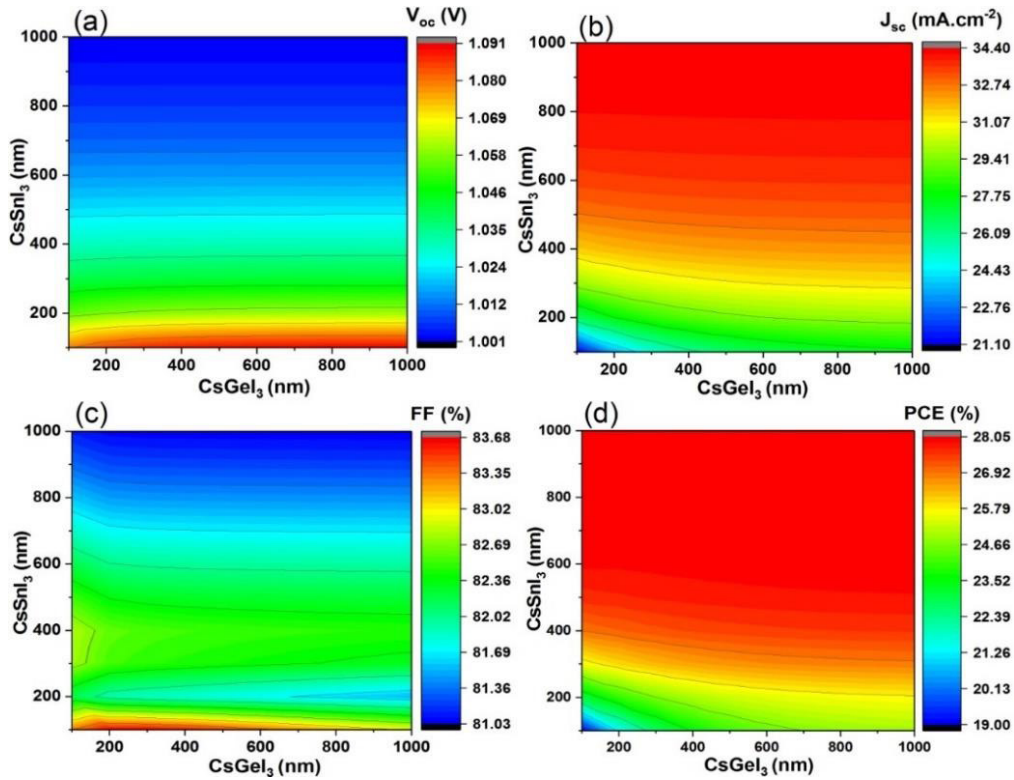 (a)
V_oc (V)
1000
800
600
400
200
CsSnI₃ (nm)
200 400 600 800 1000
CsGeI₃ (nm)
1.091
1.080
1.069
1.058
1.046
1.035
1.024
1.012
1.001
(b)
J_sc (mA.cm⁻²)
1000
800
600
400
200
CsSnI₃ (nm)
200 400 600 800 1000
CsGeI₃ (nm)
34.40
32.74
31.07
29.41
27.75
26.09
24.43
22.76
21.10
(c)
FF (%)
1000
800
600
400
200
CsSnI₃ (nm)
200 400 600 800 1000
CsGeI₃ (nm)
83.68
83.35
83.02
82.69
82.36
82.03
81.69
81.36
81.03
(d)
PCE (%)
1000
800
600
400
200
CsSnI₃ (nm)
200 400 600 800 1000
CsGeI₃ (nm)
28.05
26.92
25.79
24.66
23.52
22.39
21.26
20.13
19.00